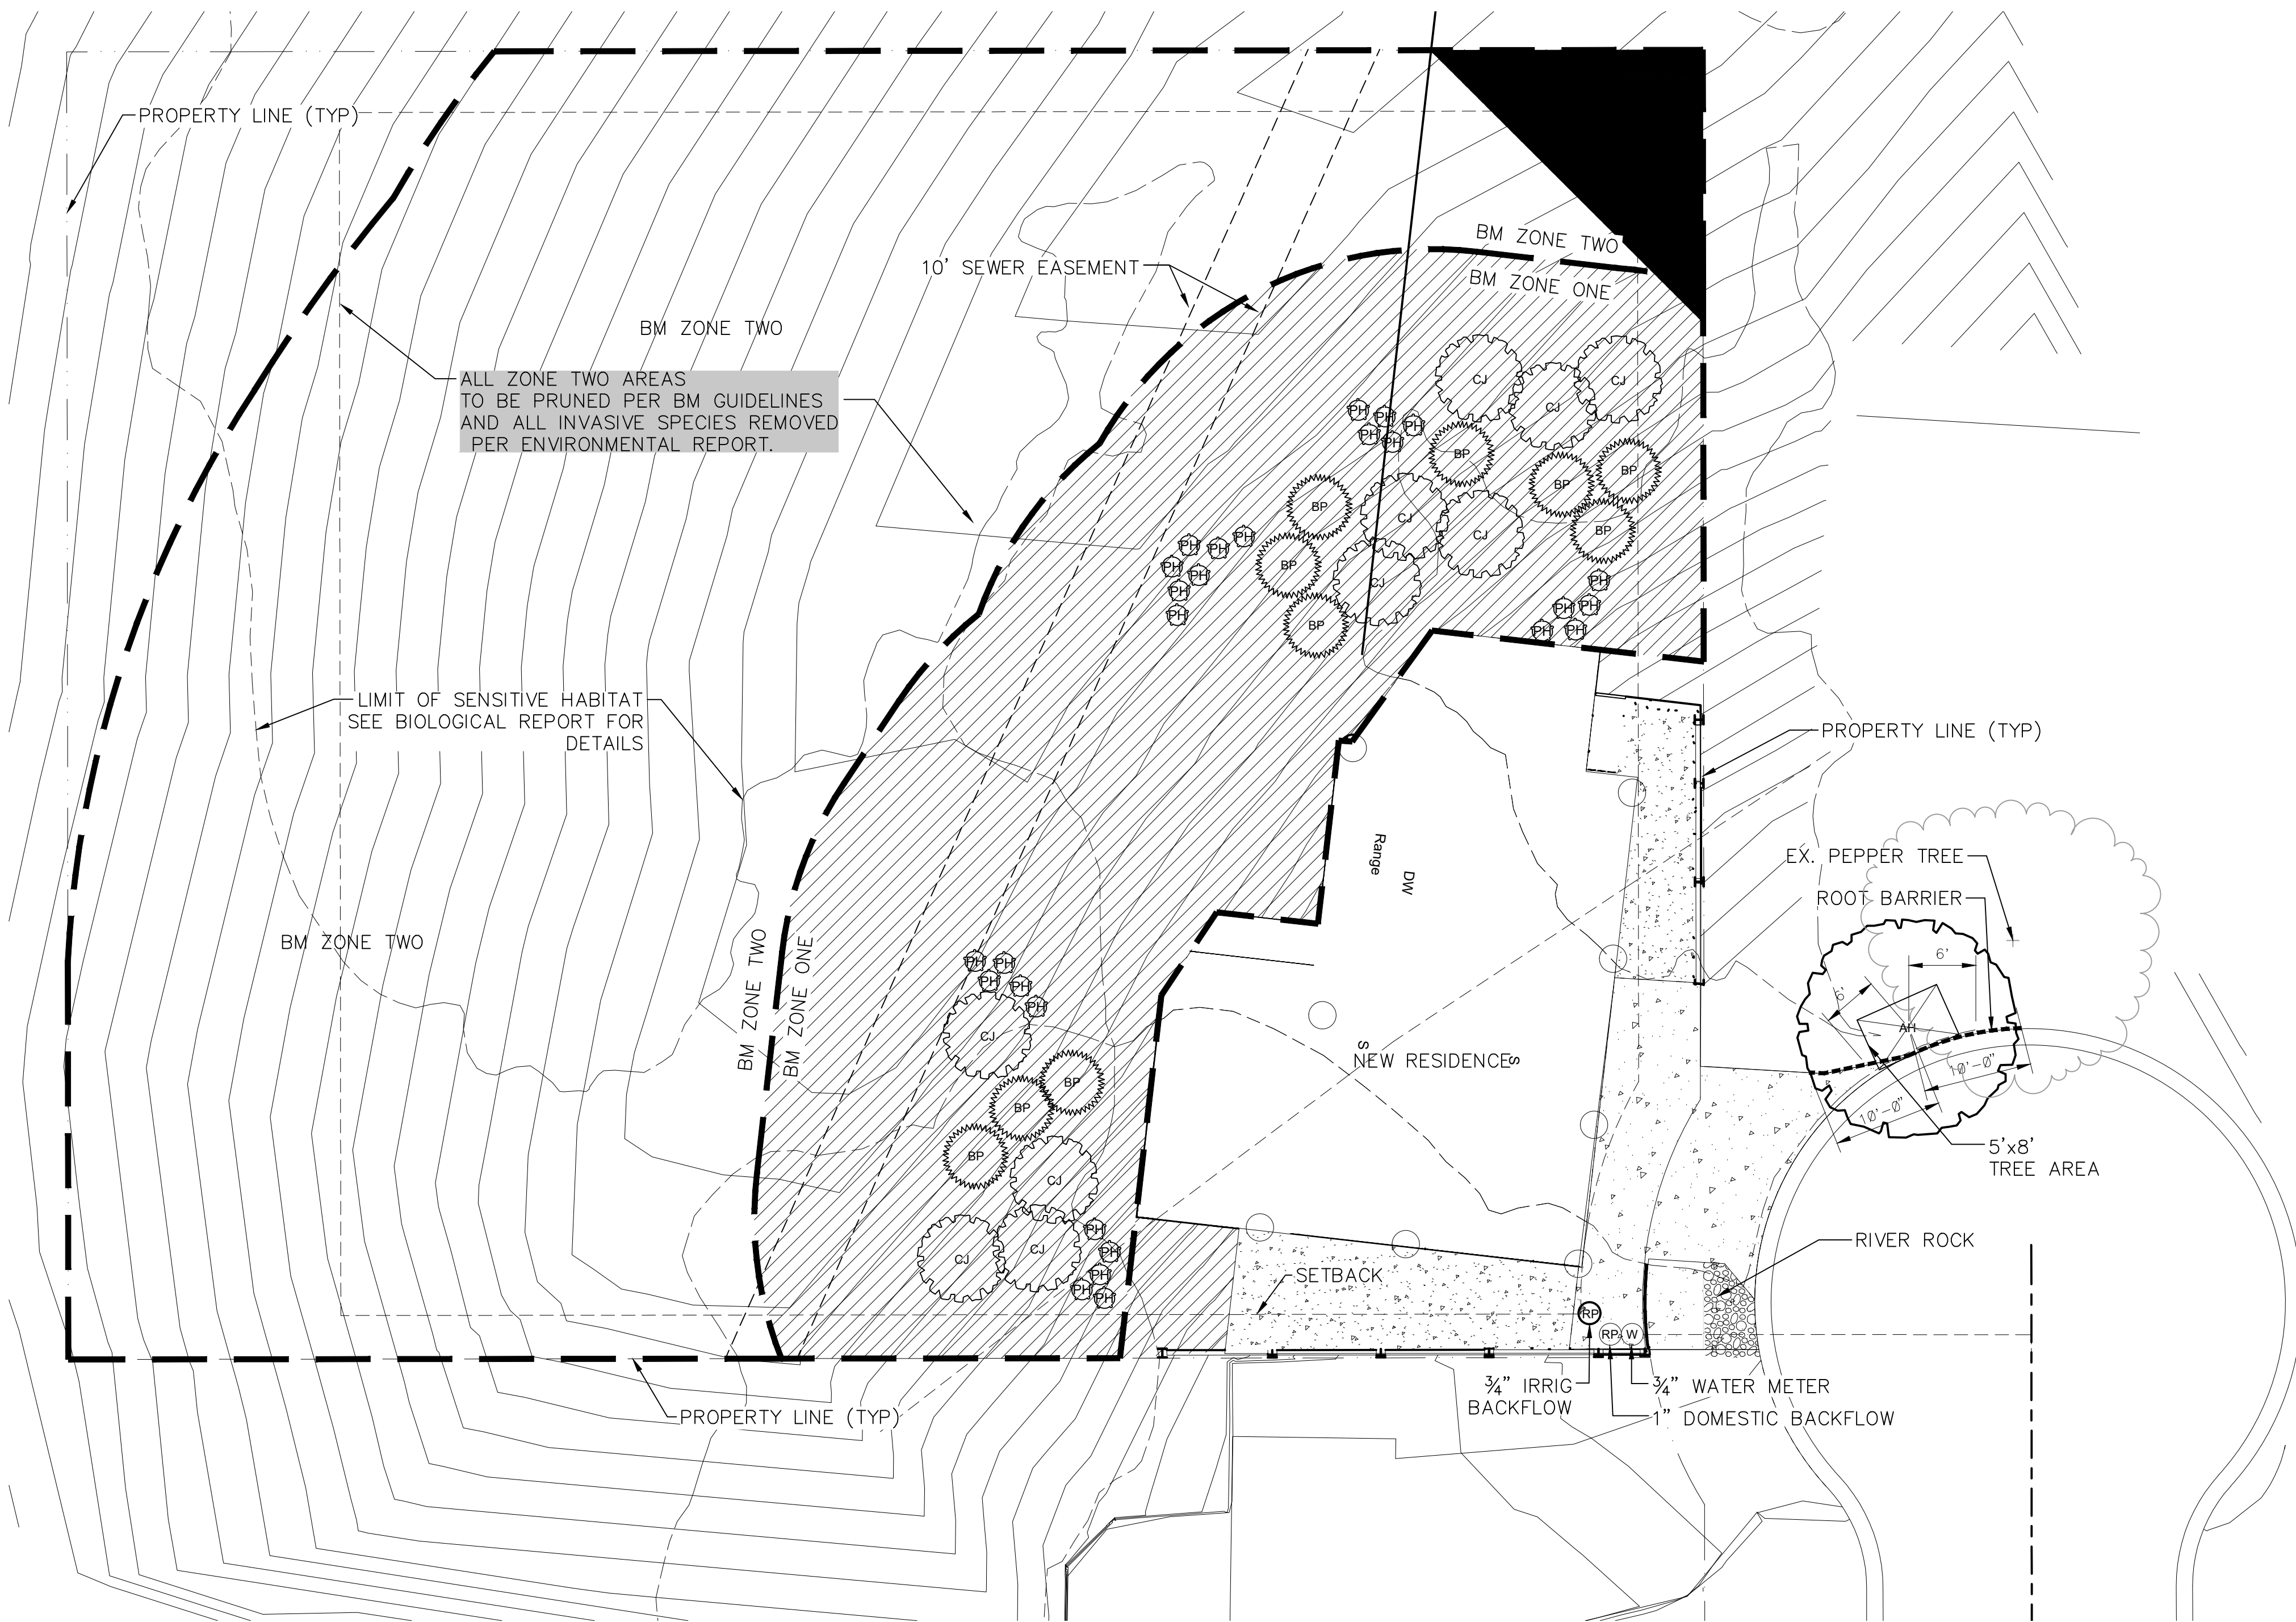 PROPERTY LINE (TYP)
BM ZONE TWO
BM ZONE ONE
10' SEWER EASEMENT
BM ZONE TWO
ALL ZONE TWO AREAS
TO BE PRUNED PER BM GUIDELINES
AND ALL INVASIVE SPECIES REMOVED
PER ENVIRONMENTAL REPORT.
CJ
CJ
CJ
PH
PH
PH
PH
PH
BP
BP
BP
BP
BP
CJ
CJ
PH
PH
PH
PH
PH
PH
PH
BP
CJ
BP
PH
PH
PH
PH
PH
LIMIT OF SENSITIVE HABITAT
SEE BIOLOGICAL REPORT FOR
DETAILS
PROPERTY LINE (TYP)
Range
DW
EX. PEPPER TREE
ROOT BARRIER
6'
6'
AH
10'-0"
10'-0"
5'x8'
TREE AREA
BM ZONE TWO
BM ZONE TWO
BM ZONE ONE
PH
PH
PH
PH
PH
CJ
BP
BP
BP
CJ
CJ
CJ
PH
PH
PH
PH
PH
S
NEW RESIDENCE
S
RIVER ROCK
SETBACK
RP
RP
W
¾" IRRIG
BACKFLOW
¾" WATER METER
1" DOMESTIC BACKFLOW
PROPERTY LINE (TYP)